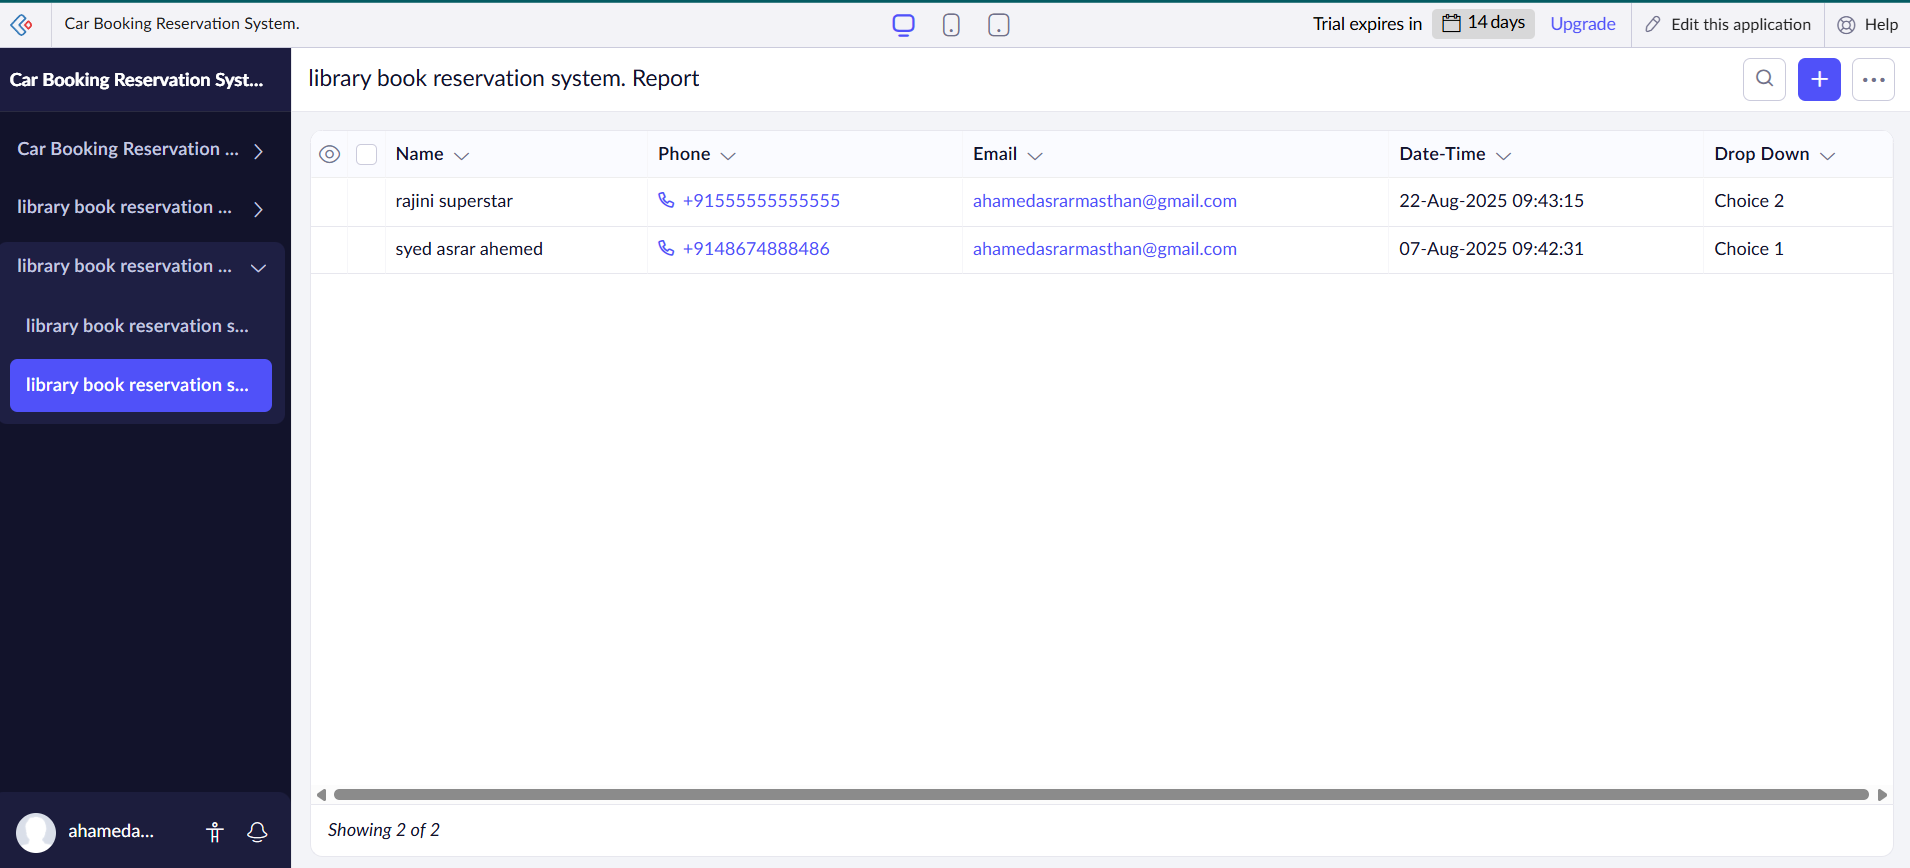 Car Booking Reservation System.
Trial expires in 14 days Upgrade Edit this application Help
Car Booking Reservation Syst...
Car Booking Reservation ...
library book reservation ...
library book reservation ...
library book reservation s...
library book reservation s...
ahameda...
library book reservation system. Report
Name Phone Email Date-Time Drop Down
rajini superstar +91555555555555 ahamedasrarmasthan@gmail.com 22-Aug-2025 09:43:15 Choice 2
syed asrar ahemed +9148674888486 ahamedasrarmasthan@gmail.com 07-Aug-2025 09:42:31 Choice 1
Showing 2 of 2